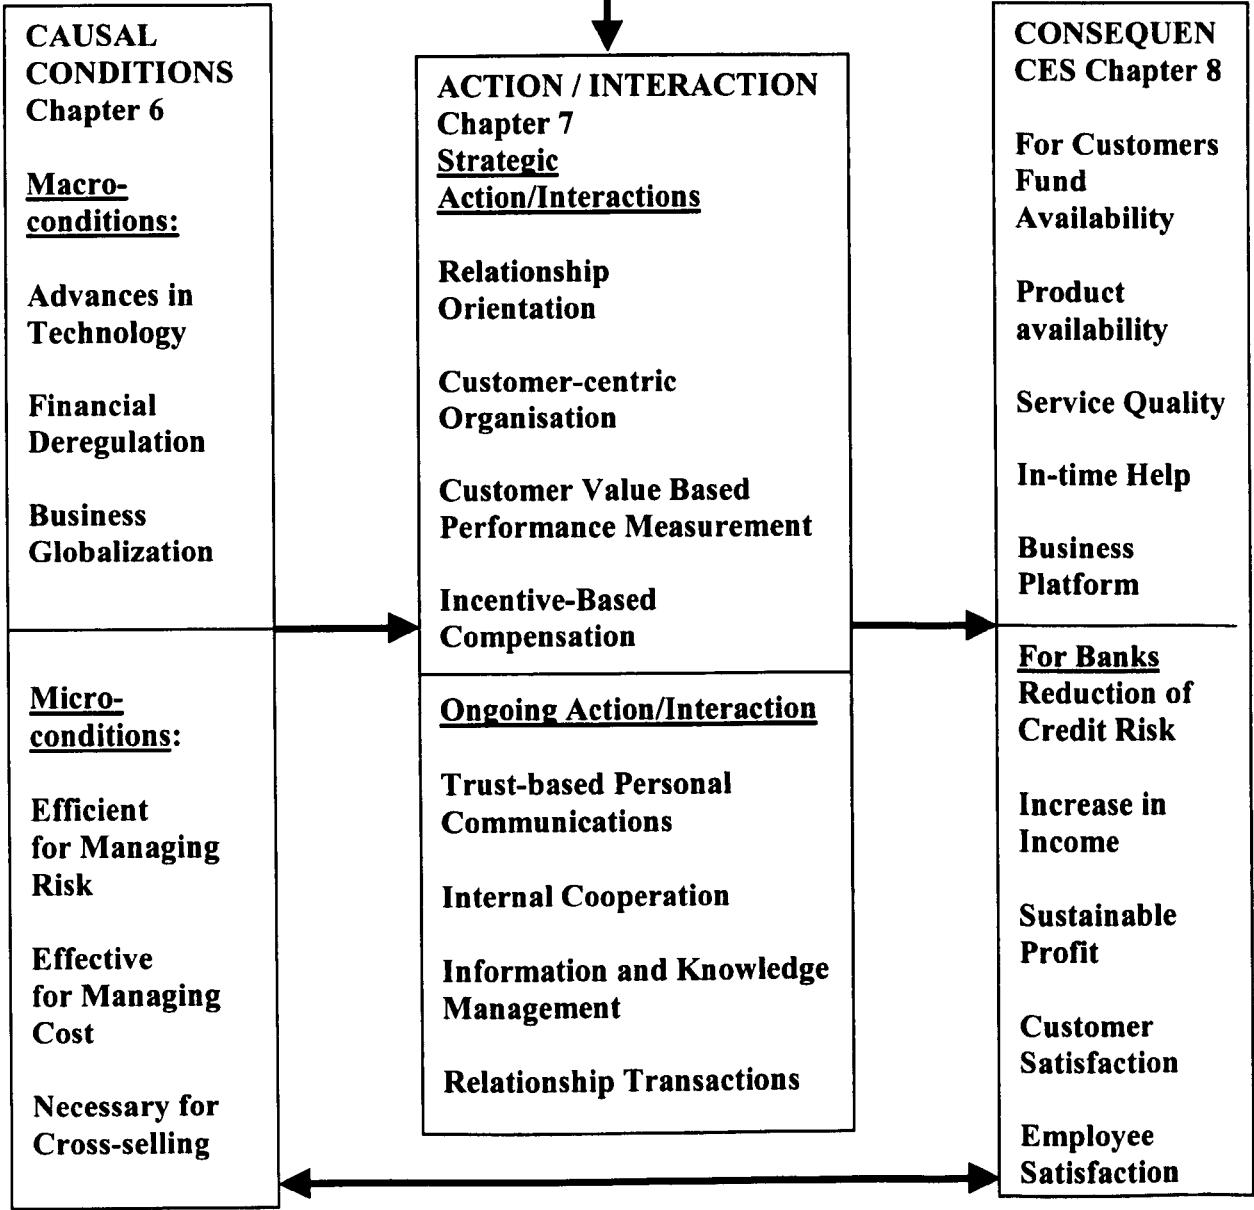 CAUSAL
CONDITIONS
Chapter 6
Macro-
conditions:
Advances in
Technology
Financial
Deregulation
Business
Globalization
Micro-
conditions:
Efficient
for Managing
Risk
Effective
for Managing
Cost
Necessary for
Cross-selling
ACTION / INTERACTION
Chapter 7
Strategic
Action/Interactions
Relationship
Orientation
Customer-centric
Organisation
Customer Value Based
Performance Measurement
Incentive-Based
Compensation
Ongoing Action/Interaction
Trust-based Personal
Communications
Internal Cooperation
Information and Knowledge
Management
Relationship Transactions
CONSEQUEN
CES Chapter 8
For Customers
Fund
Availability
Product
availability
Service Quality
In-time Help
Business
Platform
For Banks
Reduction of
Credit Risk
Increase in
Income
Sustainable
Profit
Customer
Satisfaction
Employee
Satisfaction